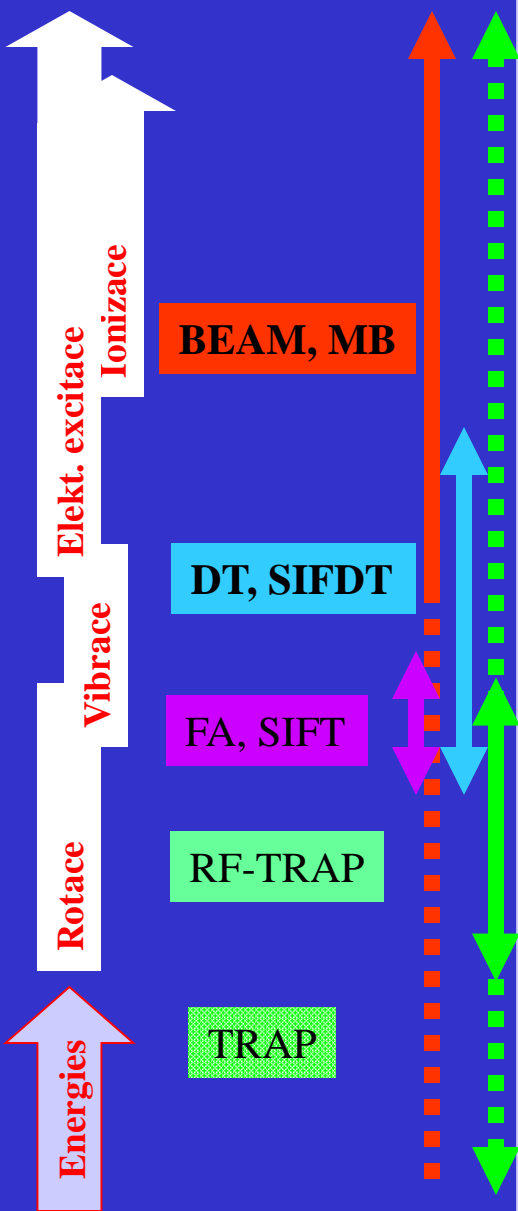 Ionizace
BEAM, MB
Elekt. excitace
DT, SIFDT
Vibrace
FA, SIFT
RF-TRAP
Rotace
TRAP
Energies